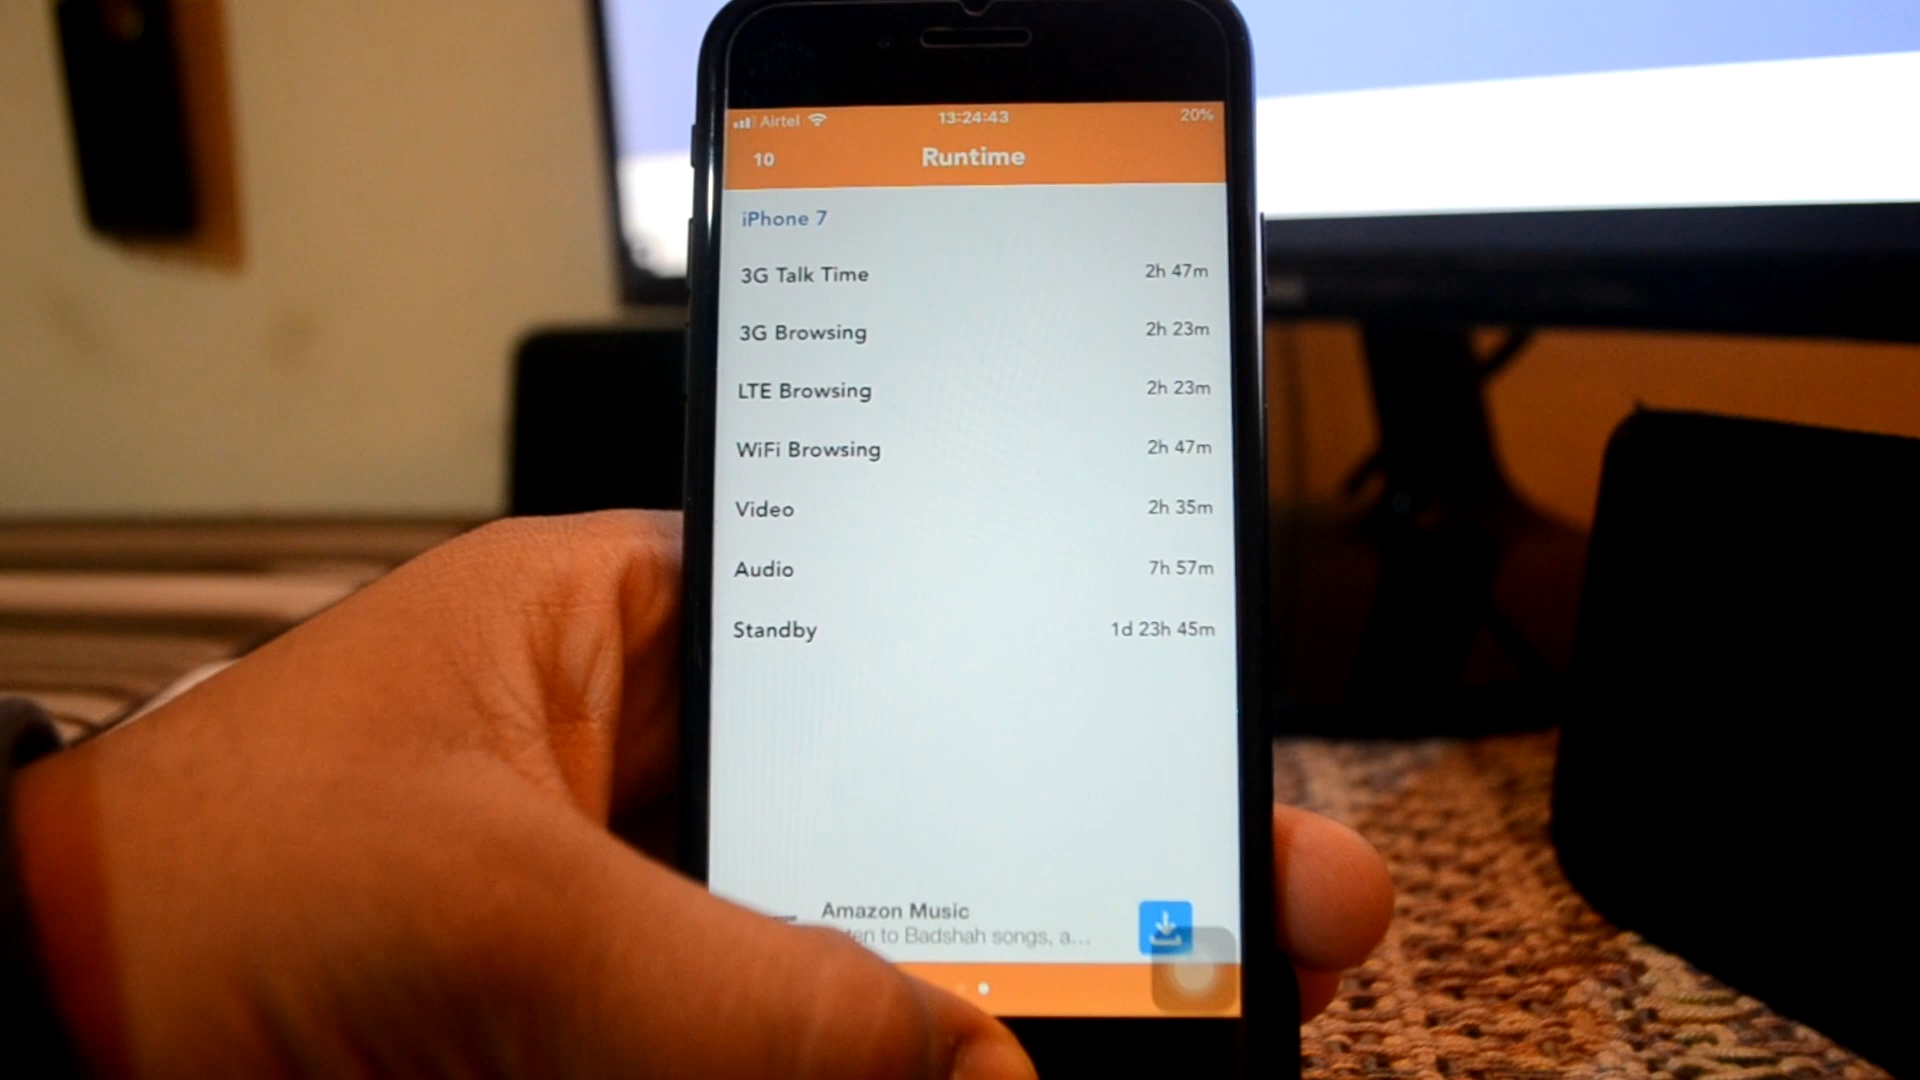 Airtel 13:24:43 20%
10 Runtime
iPhone 7
3G Talk Time 2h 47m
3G Browsing 2h 23m
LTE Browsing 2h 23m
WiFi Browsing 2h 47m
Video 2h 35m
Audio 7h 57m
Standby 1d 23h 45m
Amazon Music
to Badshah songs, a...